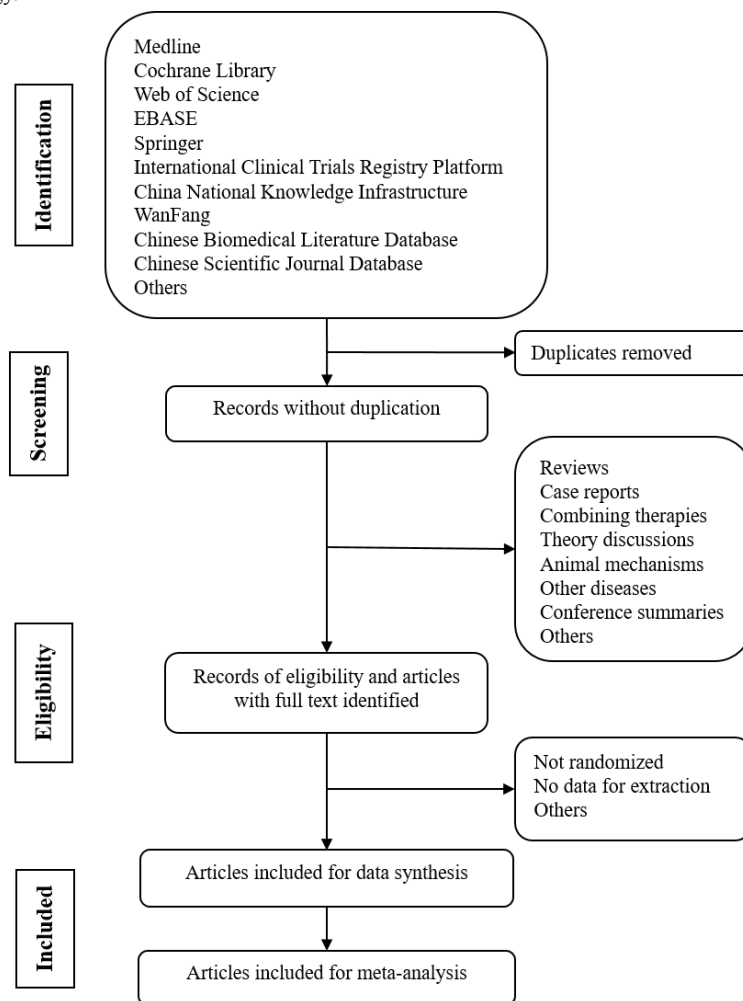 Identification
Medline
Cochrane Library
Web of Science
EBASE
Springer
International Clinical Trials Registry Platform
China National Knowledge Infrastructure
WanFang
Chinese Biomedical Literature Database
Chinese Scientific Journal Database
Others
Duplicates removed
Screening
Records without duplication
Reviews
Case reports
Combining therapies
Theory discussions
Animal mechanisms
Other diseases
Conference summaries
Others
Eligibility
Records of eligibility and articles
with full text identified
Not randomized
No data for extraction
Others
Included
Articles included for data synthesis
Articles included for meta-analysis